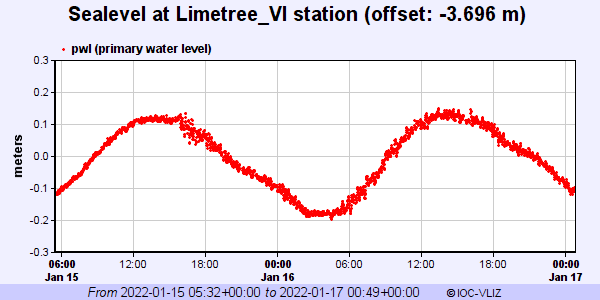 Sealevel at Limetree_VI station (offset: -3.696 m)
pwl (primary water level)
meters
0.3
0.2
0.1
0.0
-0.1
-0.2
-0.3
06:00 12:00 18:00 00:00 06:00 12:00 18:00 00:00
Jan 15 Jan 16 Jan 17
From 2022-01-15 05:32+00:00 to 2022-01-17 00:49+00:00 © IOC-VLIZ